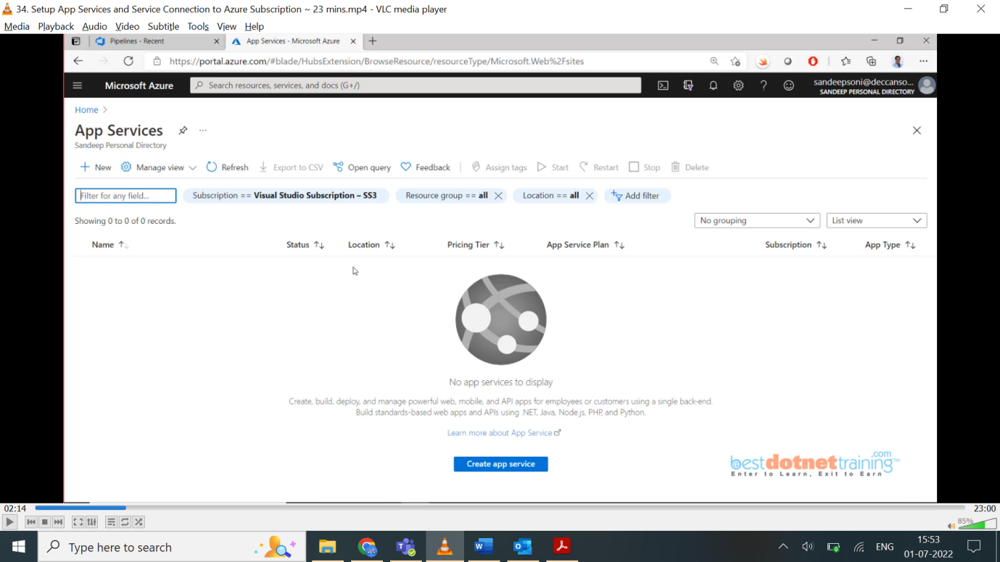 34. Setup App Services and Service Connection to Azure Subscription ~ 23 mins.mp4 - VLC media player
Media Playback Audio Video Subtitle Tools View Help
Pipelines - Recent App Services - Microsoft Azure
https://portal.azure.com/#blade/HubsExtension/BrowseResource/resourceType/Microsoft.Web%2Fsites
Microsoft Azure Search resources, services, and docs (G+/) sandeepsoni@deccanso...
SANDEEP PERSONAL DIRECTORY
Home >
App Services ...
Sandeep Personal Directory
New Manage view Refresh Export to CSV Open query Feedback Assign tags Start Restart Stop Delete
Filter for any field... Subscription == Visual Studio Subscription – SS3 Resource group == all Location == all Add filter
Showing 0 to 0 of 0 records. No grouping List view
Name Status Location Pricing Tier App Service Plan Subscription App Type
No app services to display
Create, build, deploy, and manage powerful web, mobile, and API apps for employees or customers using a single back-end.
Build standards-based web apps and APIs using .NET, Java, Node.js, PHP, and Python.
Learn more about App Service
Create app service
bestdotnettraining.com™
Enter to Learn, Exit to Earn
02:14 23:00
85%
Type here to search ENG 15:53
01-07-2022